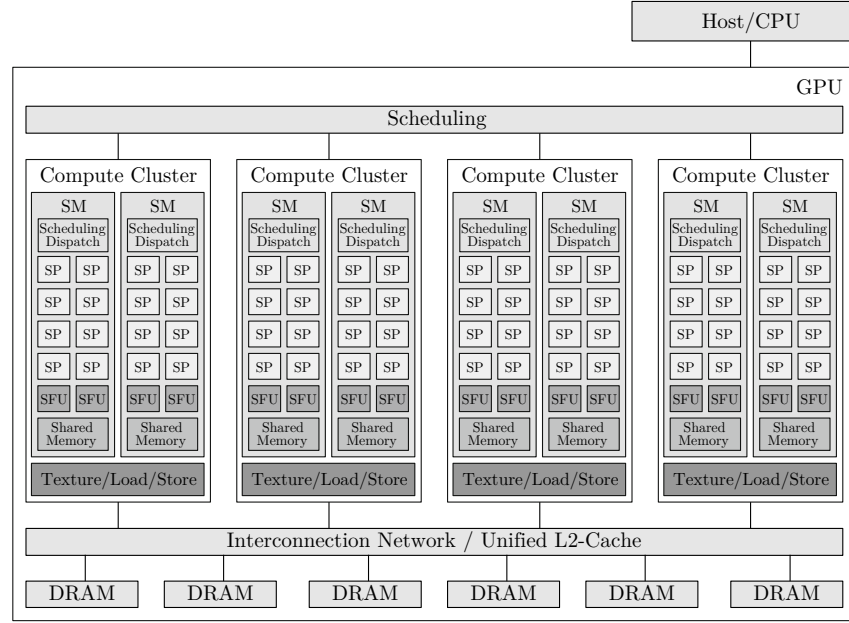 Host/CPU
GPU
Scheduling
Compute Cluster Compute Cluster Compute Cluster Compute Cluster
SM SM SM SM SM SM SM SM
Scheduling Scheduling Scheduling Scheduling Scheduling Scheduling Scheduling Scheduling
Dispatch Dispatch Dispatch Dispatch Dispatch Dispatch Dispatch Dispatch
SP SP SP SP SP SP SP SP SP SP SP SP SP SP SP SP
SP SP SP SP SP SP SP SP SP SP SP SP SP SP SP SP
SP SP SP SP SP SP SP SP SP SP SP SP SP SP SP SP
SP SP SP SP SP SP SP SP SP SP SP SP SP SP SP SP
SFU SFU SFU SFU SFU SFU SFU SFU SFU SFU SFU SFU SFU SFU SFU SFU
Shared Shared Shared Shared Shared Shared Shared Shared
Memory Memory Memory Memory Memory Memory Memory Memory
Texture/Load/Store Texture/Load/Store Texture/Load/Store Texture/Load/Store
Interconnection Network / Unified L2-Cache
DRAM DRAM DRAM DRAM DRAM DRAM